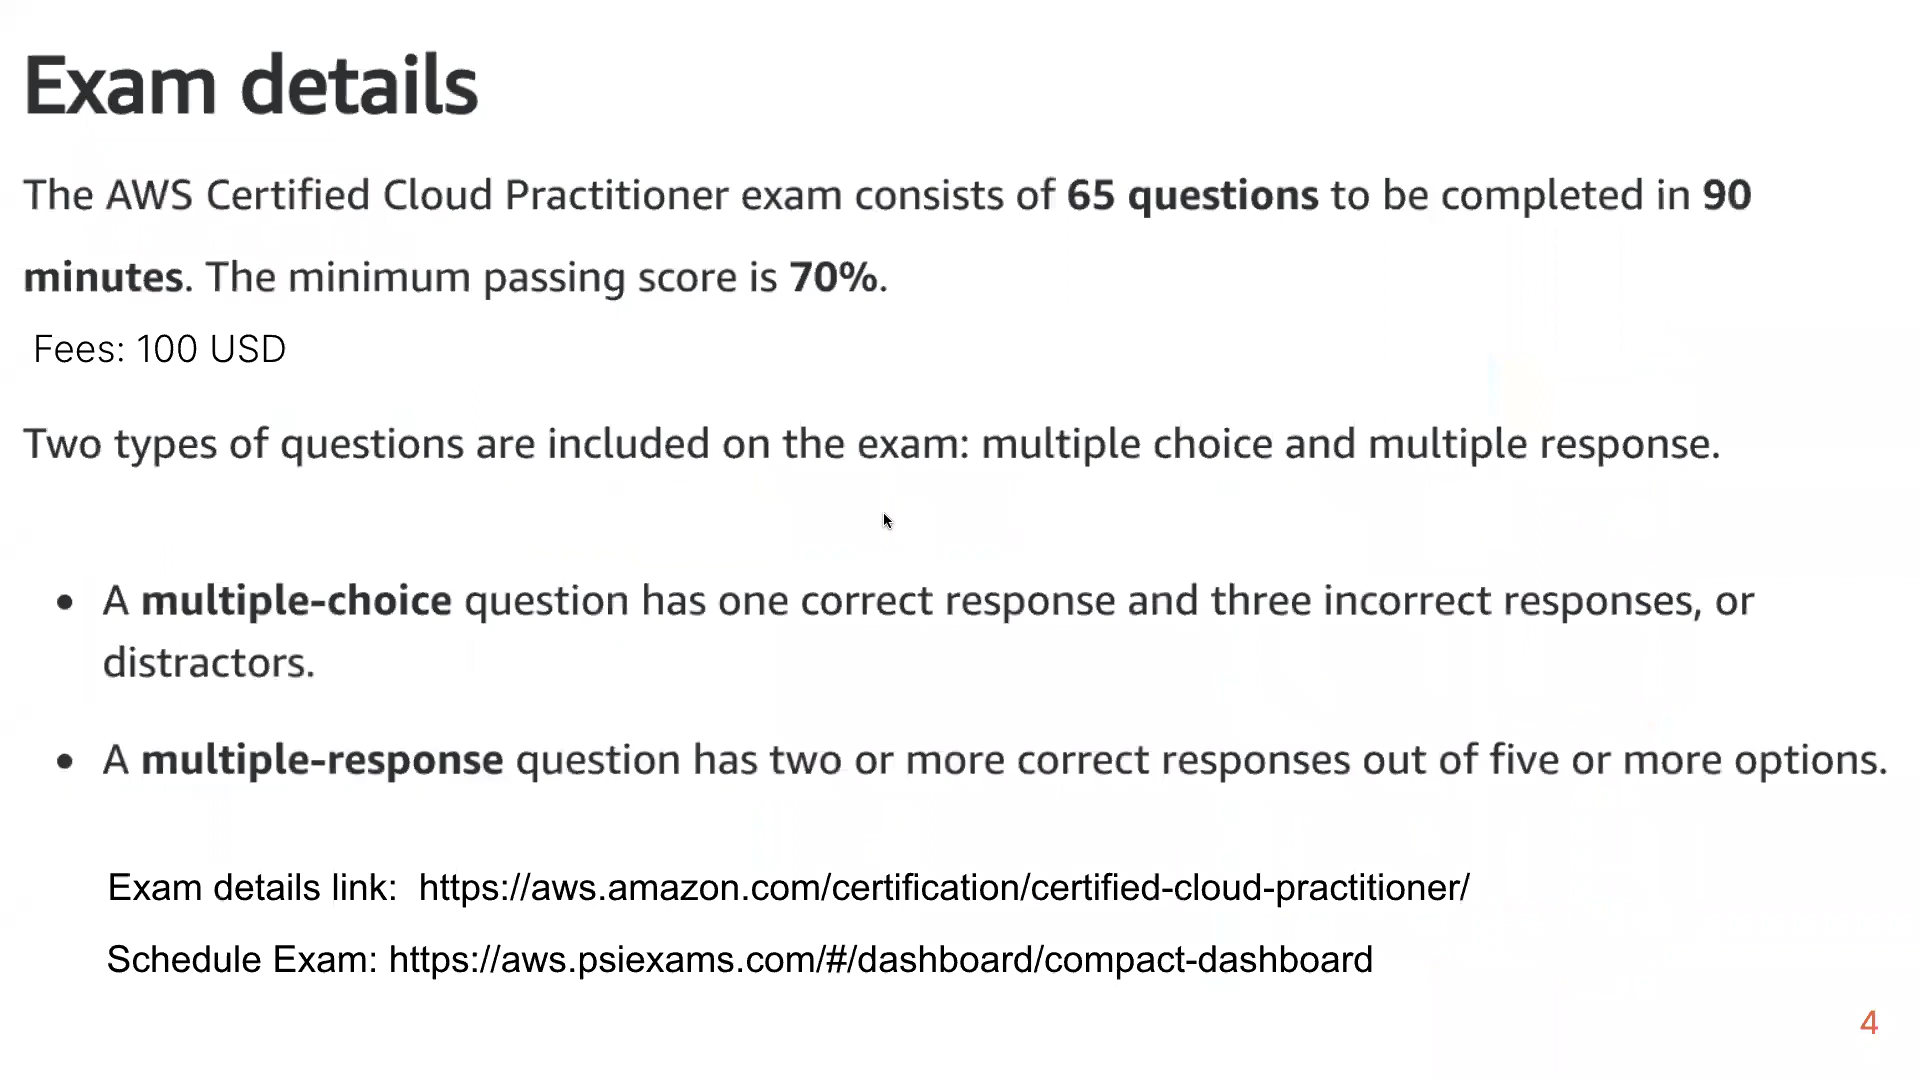 Exam details
The AWS Certified Cloud Practitioner exam consists of 65 questions to be completed in 90
minutes. The minimum passing score is 70%.
Fees: 100 USD
Two types of questions are included on the exam: multiple choice and multiple response.
• A multiple-choice question has one correct response and three incorrect responses, or
distractors.
• A multiple-response question has two or more correct responses out of five or more options.
Exam details link: https://aws.amazon.com/certification/certified-cloud-practitioner/
Schedule Exam: https://aws.psiexams.com/#/dashboard/compact-dashboard
4